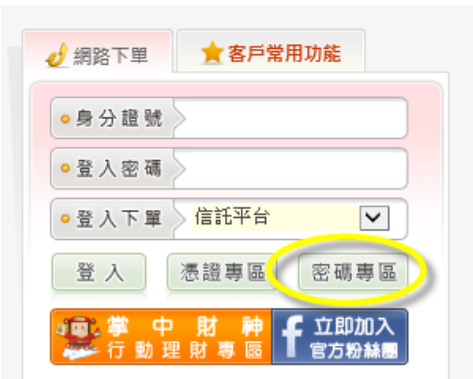 網路下單
客戶常用功能
身分證號
登入密碼
登入下單 信託平台
登入 憑證專區 密碼專區
掌中財神 立即加入
行動理財專區 官方粉絲團